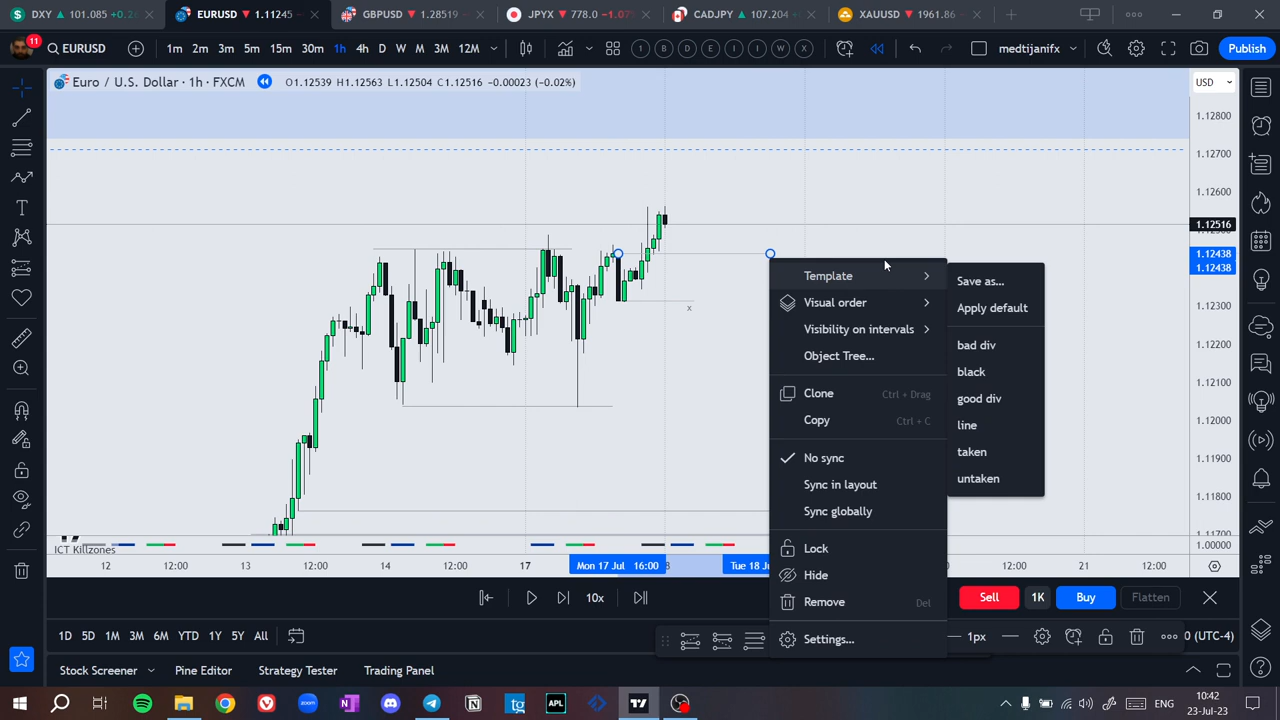 DXY 101.085 +0.2
EURUSD 1.11245
GBPUSD 1.28519
JPYX 778.0 −1.07%
CADJPY 107.204
XAUUSD 1961.86
11
EURUSD
1m 2m 3m 5m 15m 30m 1h 4h D W M 3M 12M
1 B D E I I W X
medtijanifx
Publish
Euro / U.S. Dollar · 1h · FXCM
O1.12539 H1.12563 L1.12504 C1.12516 −0.00023 (−0.02%)
USD
1.12800
1.12700
1.12600
1.12516
1.12438
1.12438
1.12300
1.12200
1.12100
1.12000
1.11900
1.11800
1.11700
1.00000
x
Template
Visual order
Visibility on intervals
Object Tree...
Clone Ctrl + Drag
Copy Ctrl + C
No sync
Sync in layout
Sync globally
Lock
Hide
Remove Del
Settings...
Save as...
Apply default
bad div
black
good div
line
taken
untaken
ICT Killzones
12 12:00 13 12:00 14 12:00 17 Mon 17 Jul 16:00 8 Tue 18 J 12:00 21 12:00
10x
Sell 1K Buy Flatten
1D 5D 1M 3M 6M YTD 1Y 5Y All
1px
0 (UTC-4)
Stock Screener Pine Editor Strategy Tester Trading Panel
APL
ENG
10:42
23-Jul-23